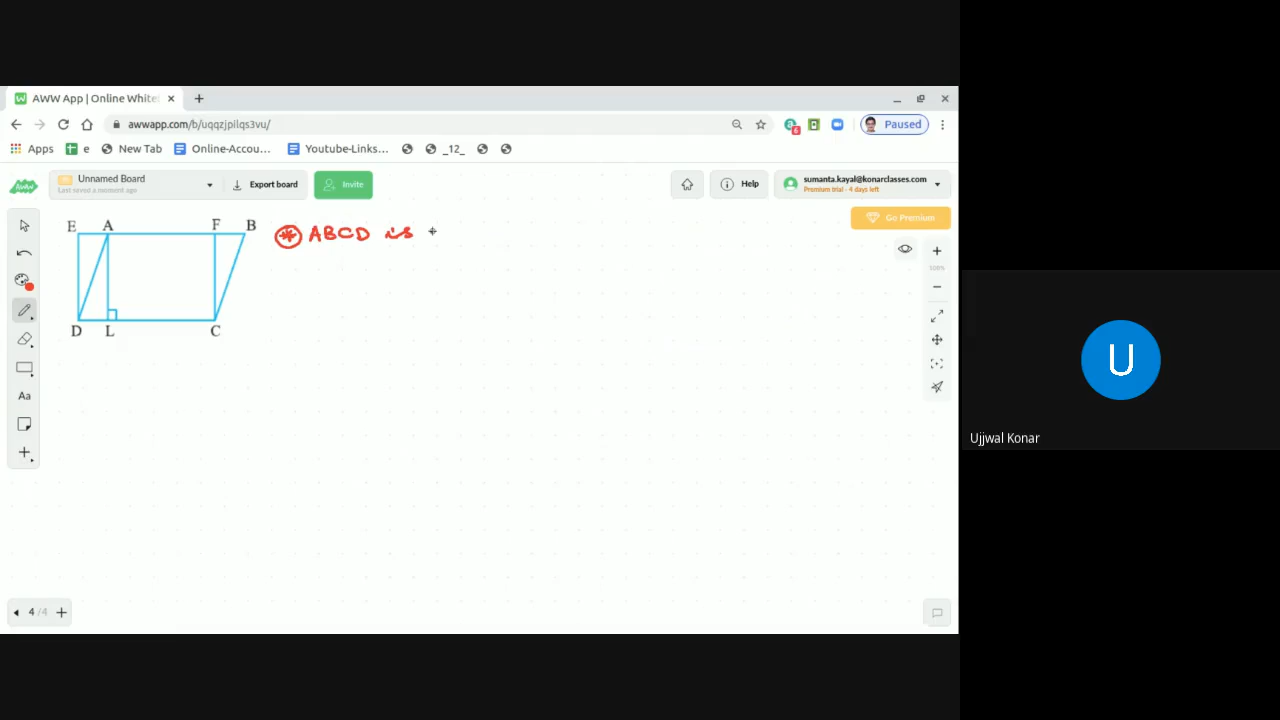 AWW App | Online White
awwapp.com/b/uqqzjpilqs3vu/
Paused
Apps e New Tab Online-Accou... Youtube-Links... _12_
Unnamed Board
Last saved a moment ago
Export board
Invite
Help
sumanta.kayal@konarclasses.com
Premium trial - 4 days left
Go Premium
E A F B
ABCD is
D L C
100%
Aa
4 / 4
U
Ujjwal Konar